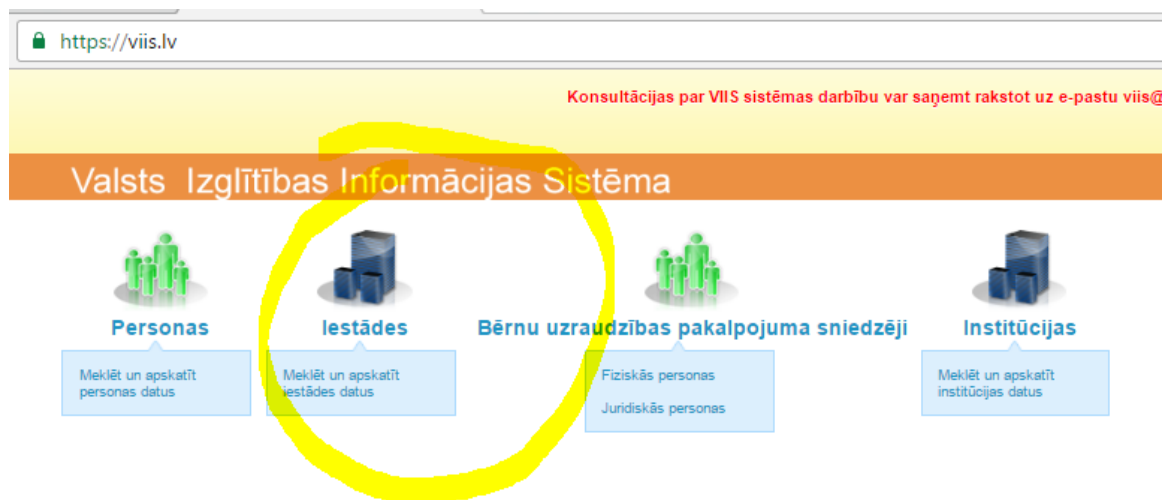 https://viis.lv
Konsultācijas par VIIS sistēmas darbību var saņemt rakstot uz e-pastu viis@
Valsts Izglītības Informācijas Sistēma
Personas
Meklēt un apskatīt
personas datus
Iestādes
Meklēt un apskatīt
iestādes datus
Bērnu uzraudzības pakalpojuma sniedzēji
Fiziskās personas
Juridiskās personas
Institūcijas
Meklēt un apskatīt
institūcijas datus